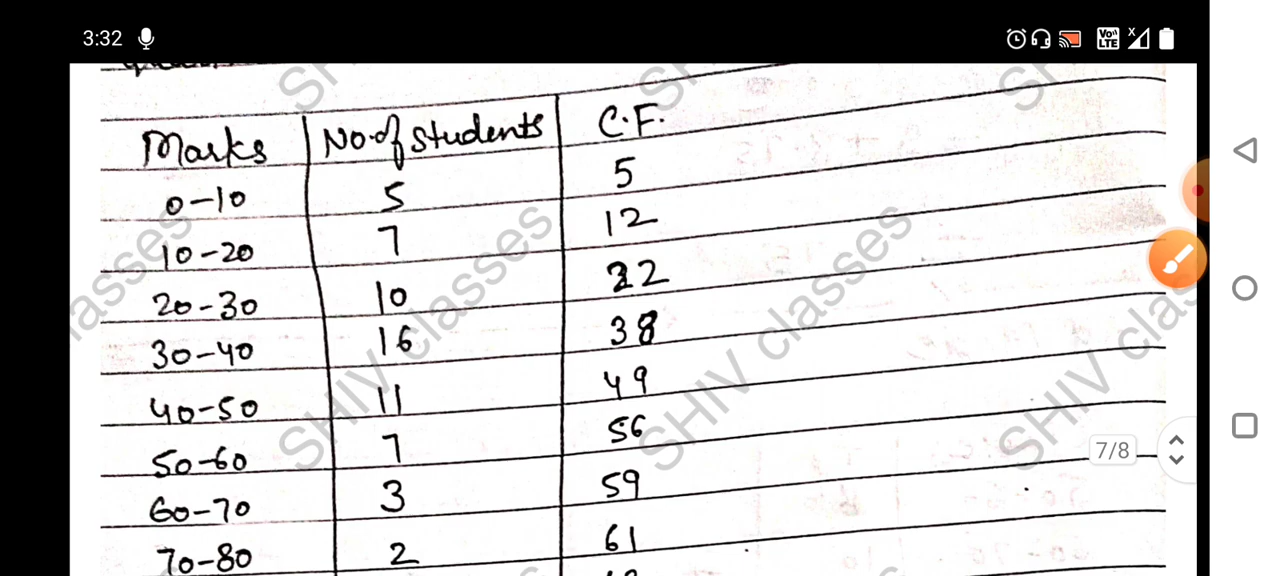 3:32
Vo)) LTE
Marks No. of students C.F.
0-10 5 5
10-20 7 12
20-30 10 22
30-40 16 38
40-50 11 49
50-60 7 56
60-70 3 59
70-80 2 61
SHIV classes
7/8